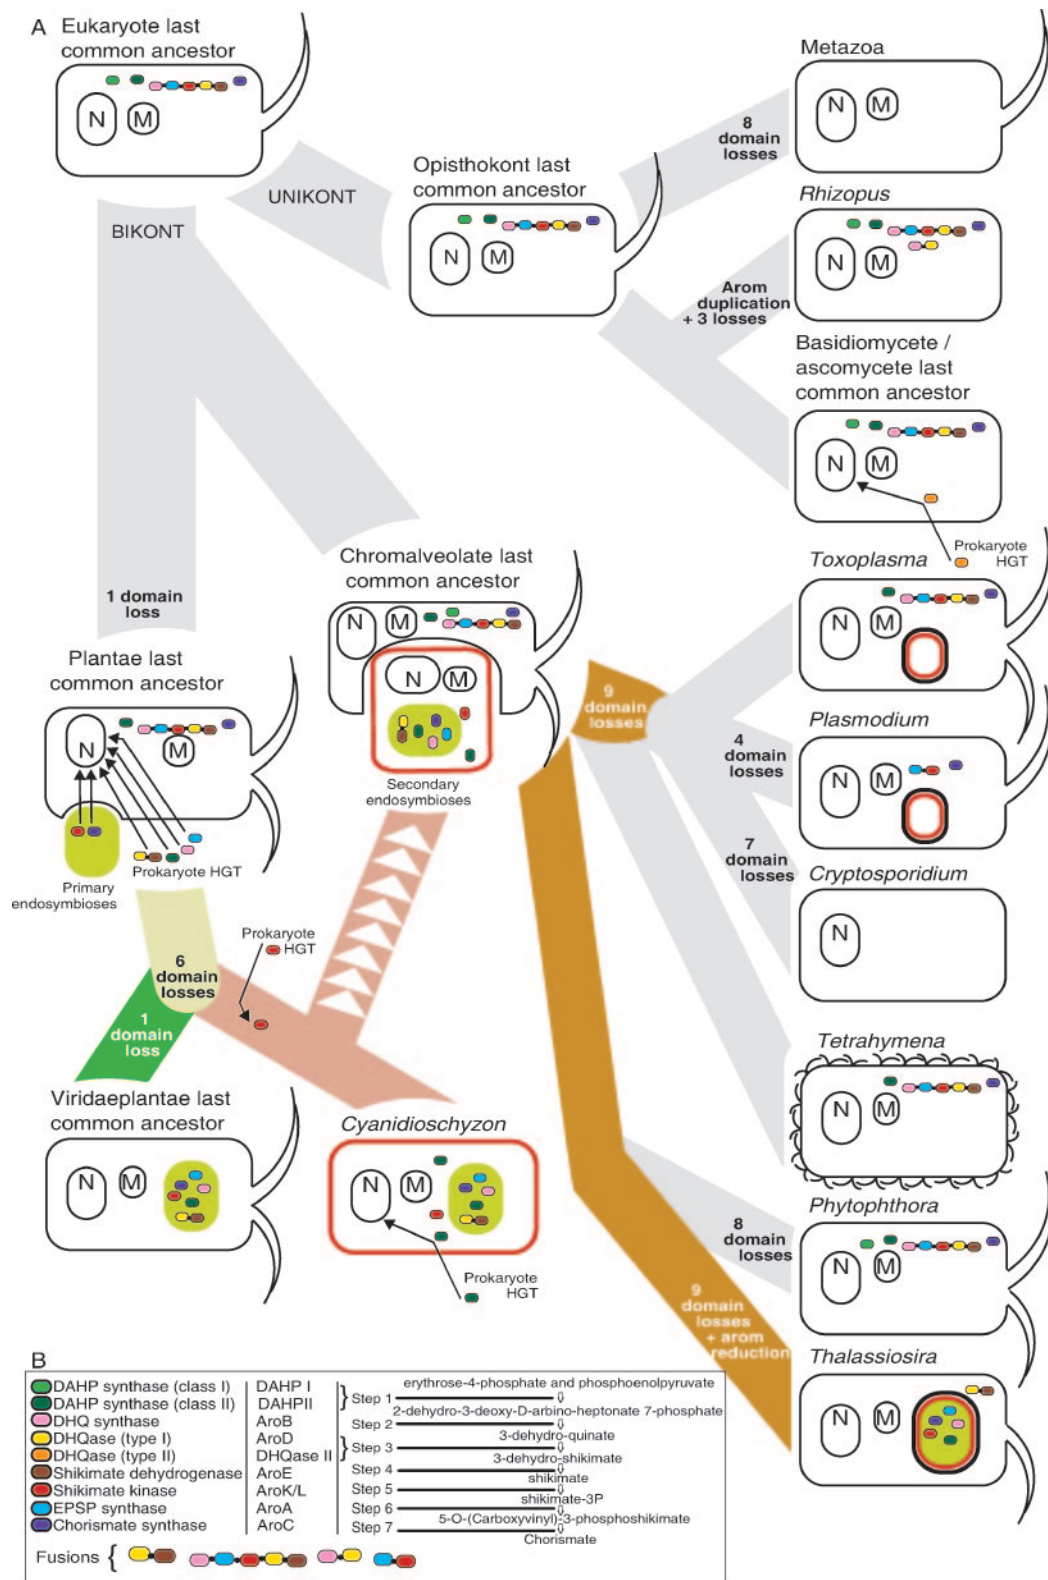 A
Eukaryote last
common ancestor
N
M
UNIKONT
BIKONT
Opisthokont last
common ancestor
N
M
8
domain
losses
Metazoa
N
M
Rhizopus
N
M
Arom
duplication
+ 3 losses
Basidiomycete /
ascomycete last
common ancestor
N
M
Prokaryote
HGT
1 domain
loss
Plantae last
common ancestor
N
M
Primary
endosymbioses
Prokaryote HGT
Chromalveolate last
common ancestor
N
M
N
M
Secondary
endosymbioses
9
domain
losses
Toxoplasma
N
M
4
domain
losses
Plasmodium
N
M
7
domain
losses
Cryptosporidium
N
Tetrahymena
N
M
6
domain
losses
Prokaryote
HGT
1
domain
loss
Viridaeplantae last
common ancestor
N
M
Cyanidioschyzon
N
M
Prokaryote
HGT
8
domain
losses
Phytophthora
N
M
9
domain
losses
+ arom
reduction
Thalassiosira
N
M
B
DAHP synthase (class I) DAHP I
DAHP synthase (class II) DAHPII
DHQ synthase AroB
DHQase (type I) AroD
DHQase (type II) DHQase II
Shikimate dehydrogenase AroE
Shikimate kinase AroK/L
EPSP synthase AroA
Chorismate synthase AroC
erythrose-4-phosphate and phosphoenolpyruvate
} Step 1
2-dehydro-3-deoxy-D-arbino-heptonate 7-phosphate
Step 2
3-dehydro-quinate
} Step 3
3-dehydro-shikimate
Step 4
shikimate
Step 5
shikimate-3P
Step 6
5-O-(Carboxyvinyl)-3-phosphoshikimate
Step 7
Chorismate
Fusions {